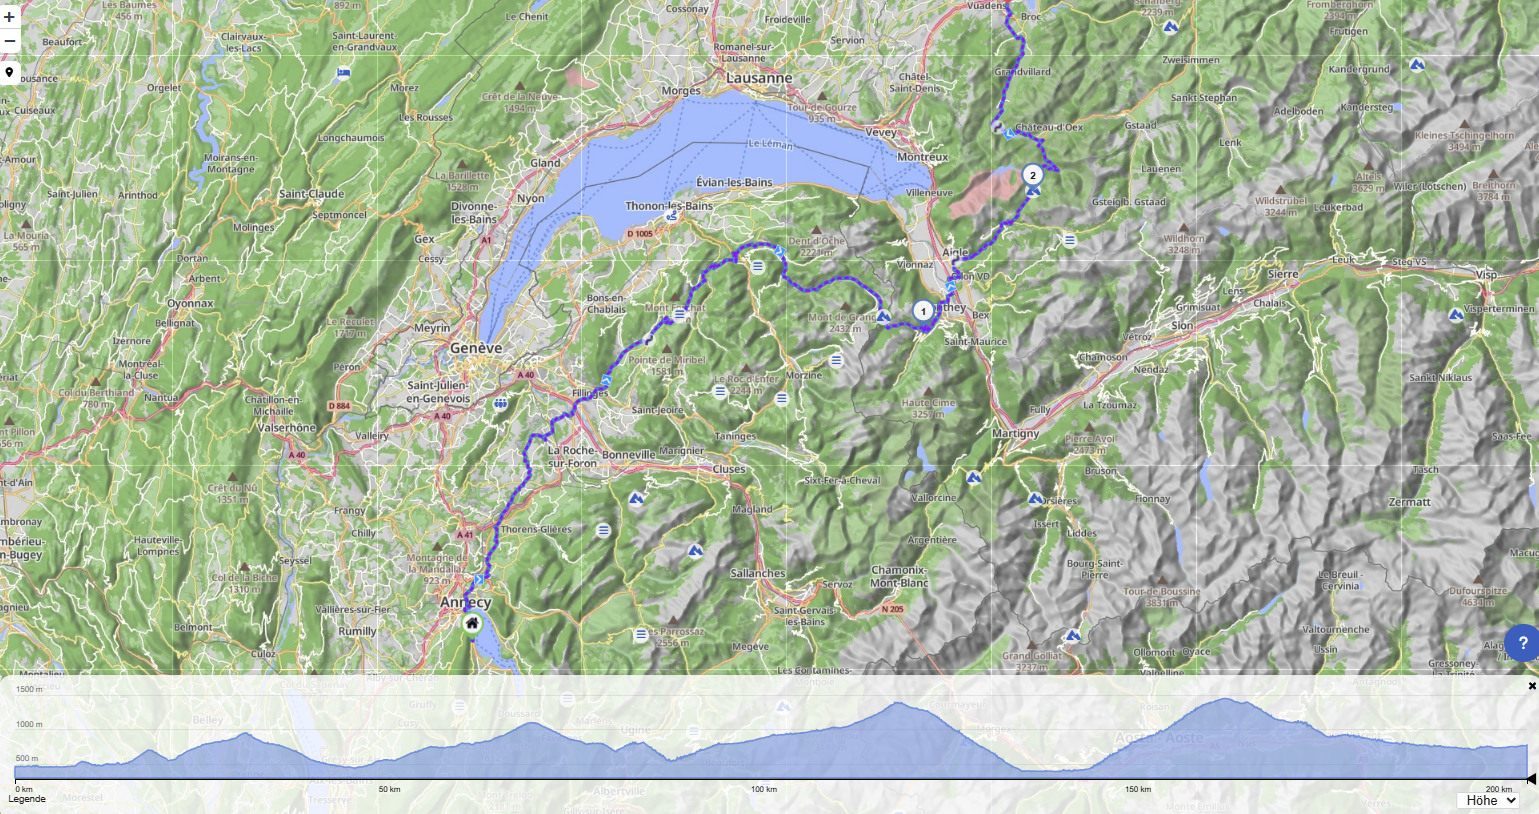 +
Les Baumes
456 m
892 m
Le Chenit
Cossonay
Froideville
Vuadens
Broc
2239 m
Fromberghorn
2394 m
Beaufort
Clairvaux-
les-Lacs
Saint-Laurent-
en-Grandvaux
Romanel-sur-
Lausanne
Servion
Frutigen
−
Orgelet
Morez
Crêt de la Neuve
1494 m
Lausanne
Morges
Châtel-
Saint-Denis
Grandvillard
Zweisimmen
Kandergrund
Cuiseaux
Les Rousses
Tour de Gourze
935 m
Sankt Stephan
Adelboden
Kandersteg
Longchaumois
Vevey
Château-d'Oex
Gstaad
Lenk
Kleines Tschingelhorn
3494 m
Moirans-en-
Montagne
Gland
Le Léman
Montreux
Lauenen
Altels
3629 m
Wiler (Lötschen)
Breithorn
3784 m
Saint-Julien
Arinthod
Saint-Claude
La Barillette
1528 m
Évian-les-Bains
Villeneuve
2
Gsteig b. Gstaad
Wildstrubel
3244 m
Leukerbad
Septmoncel
Divonne-
les-Bains
Nyon
Thonon-les-Bains
La Mouria
565 m
Molinges
Gex
A1
D 1005
Dent d'Oche
2221 m
Aigle
Wildhorn
3248 m
Dortan
Cessy
Vionnaz
Ollon VD
Sierre
Leuk
Steg VS
Visp
Arbent
Oyonnax
Bons-en-
Chablais
1
Monthey
Bex
Lens
Grimisuat
Chalais
Visperterminen
Bellignat
Le Reculet
1717 m
Meyrin
Mont de Grange
2432 m
Sion
Izernore
Genève
Saint-Maurice
Vétroz
Montréal-
la-Cluse
Péron
Pointe de Miribel
1581 m
Morzine
Chamoson
Nendaz
A 40
Saint-Julien-
en-Genevois
Le Roc d'Enfer
2244 m
Sankt Niklaus
Col du Berthiand
780 m
Nantua
Châtillon-en-
Michaille
D 884
Fillinges
Haute Cime
3257 m
Fully
La Tzoumaz
Valserhône
A 40
Saint-Jeoire
Martigny
Valleiry
Taninges
Pierre Avoi
2473 m
Saas-Fee
A 40
La Roche-
sur-Foron
Bonneville
Marignier
Cluses
Bruson
Täsch
Crêt du Nû
1351 m
Sixt-Fer-à-Cheval
Vallorcine
Orsières
Fionnay
Zermatt
Frangy
Magland
Issert
Hauteville-
Lompnes
Chilly
A 41
Thorens-Glières
Argentière
Liddes
Seyssel
Montagne de
la Mandallaz
923 m
Sallanches
Chamonix-
Mont-Blanc
Bourg-Saint-
Pierre
Le Breuil -
Cervinia
Col de la Biche
1310 m
Servoz
Tour de Boussine
3831 m
Dufourspitze
4634 m
Annecy
Vallières-sur-Fier
Saint-Gervais-
les-Bains
N 205
Belmont
Rumilly
Valtournenche
?
Culoz
2556 m
Megève
Grand Golliat
3237 m
Ollomont
Oyace
Ussin
Les Contamines-
Montjoie
Valpelline
Gressoney-
La-Trinité
1500 m
1000 m
500 m
0 km
50 km
100 km
150 km
200 km
Legende
Höhe